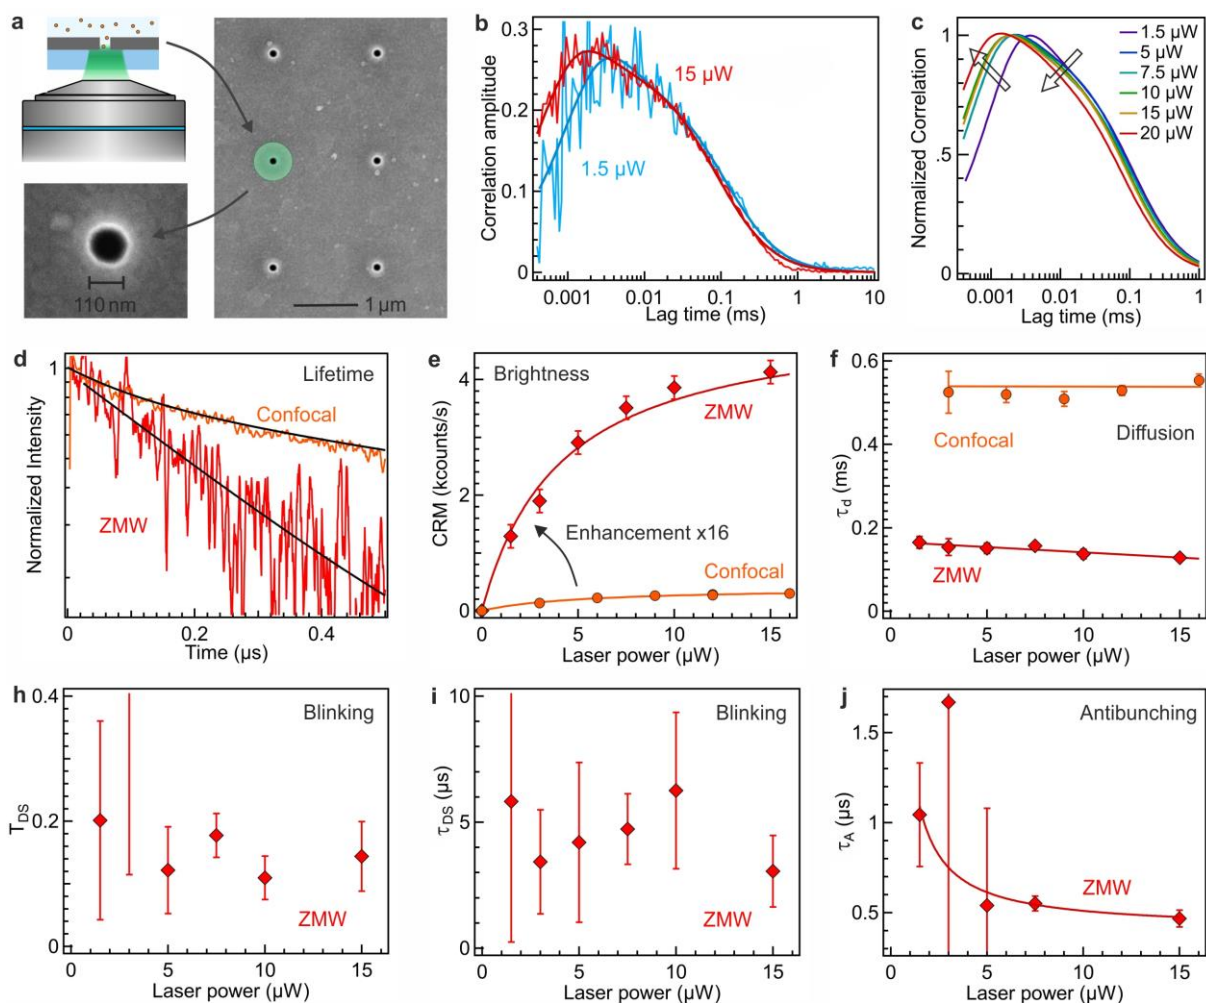 a
110 nm
1 µm
b
Correlation amplitude
0.3
0.2
0.1
0
15 µW
1.5 µW
0.001
0.01
0.1
1
10
Lag time (ms)
c
Normalized Correlation
1
.5
0
1.5 µW
5 µW
7.5 µW
10 µW
15 µW
20 µW
0.001
0.01
0.1
1
Lag time (ms)
d
Normalized Intensity
1
Lifetime
Confocal
ZMW
0
0.2
0.4
Time (µs)
e
CRM (kcounts/s)
4
2
0
Brightness
ZMW
Enhancement x16
Confocal
0
5
10
15
Laser power (µW)
f
τd (ms)
0.6
0.4
0.2
0
Confocal
Diffusion
ZMW
0
5
10
15
Laser power (µW)
h
TDS
0.4
0.2
0
Blinking
ZMW
0
5
10
15
Laser power (µW)
i
τDS (µs)
10
5
0
Blinking
ZMW
0
5
10
15
Laser power (µW)
j
τA (µs)
1.5
1
0.5
Antibunching
ZMW
0
5
10
15
Laser power (µW)